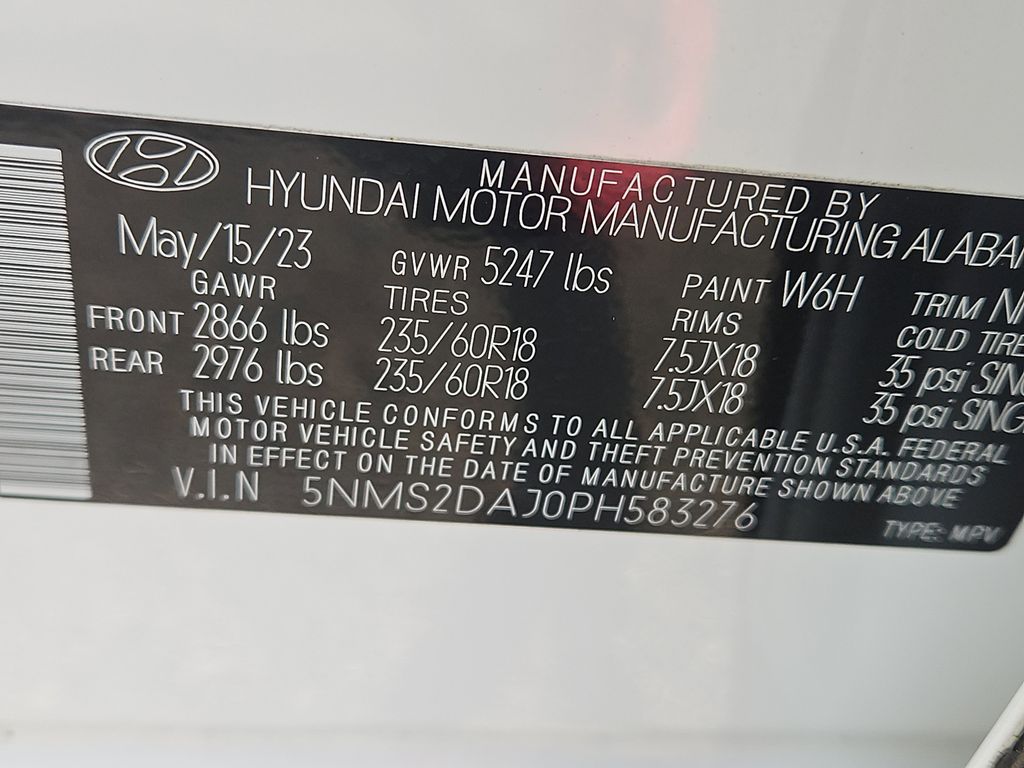 MANUFACTURED BY
HYUNDAI MOTOR MANUFACTURING ALABA
May/15/23 GVWR 5247 lbs PAINT W6H TRIM N
GAWR TIRES RIMS COLD TIRE
FRONT 2866 lbs 235/60R18 7.5JX18 35 psi SING
REAR 2976 lbs 235/60R18 7.5JX18 35 psi SING
THIS VEHICLE CONFORMS TO ALL APPLICABLE U.S.A. FEDERAL
MOTOR VEHICLE SAFETY AND THEFT PREVENTION STANDARDS
IN EFFECT ON THE DATE OF MANUFACTURE SHOWN ABOVE
V.I.N 5NMS2DAJ0PH583276
TYPE: MPV